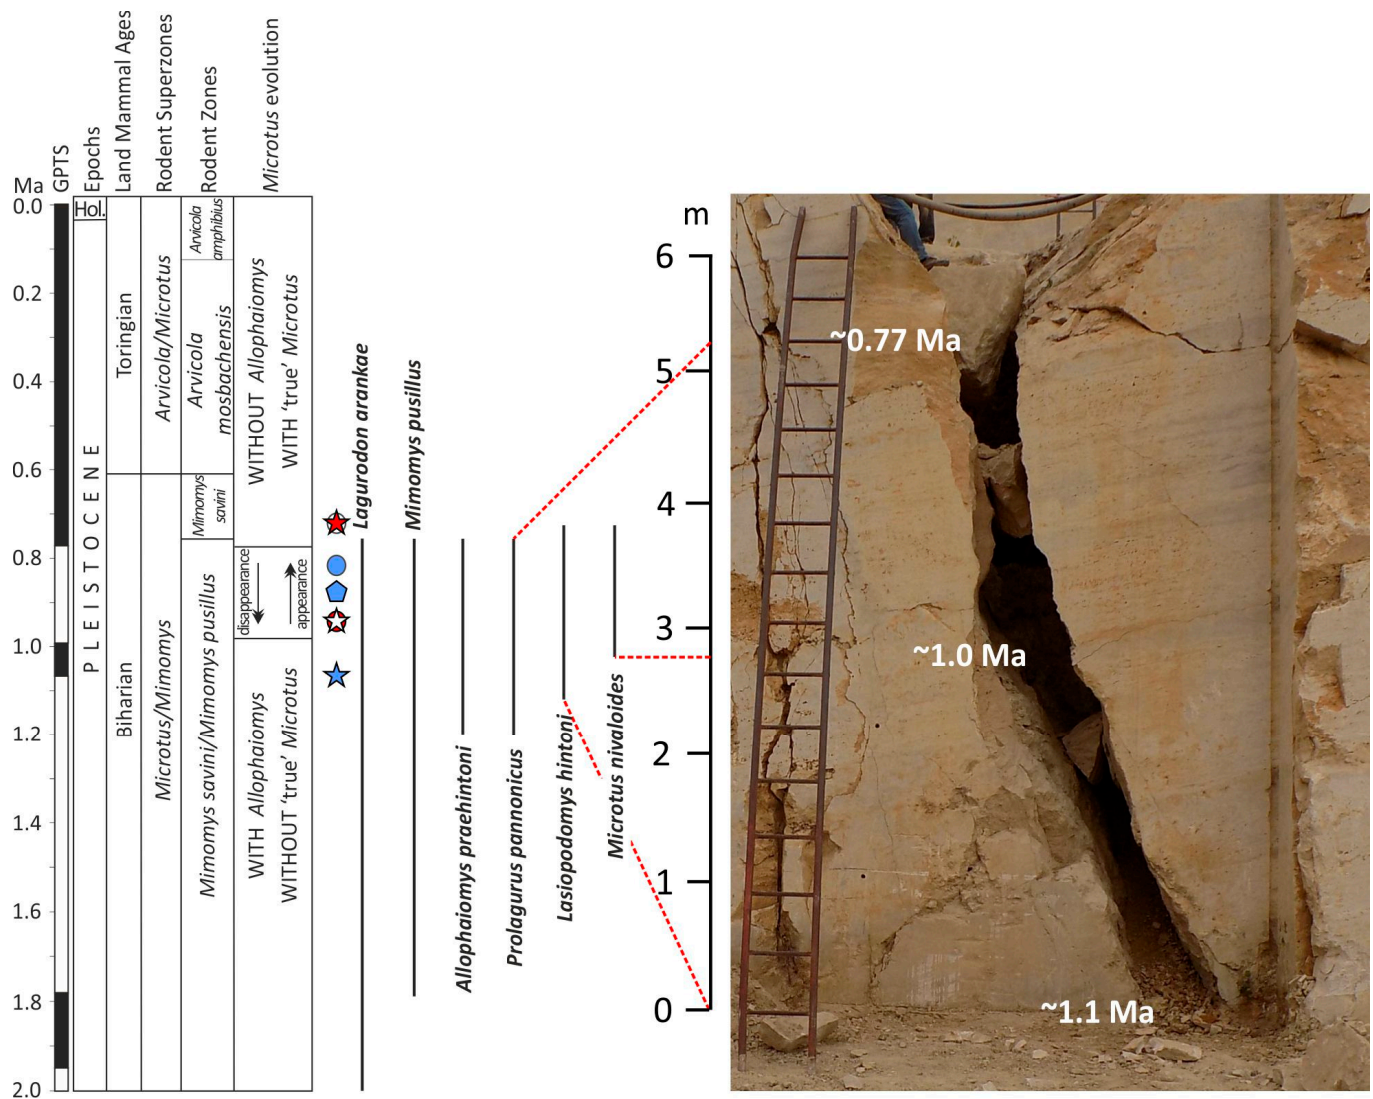 Ma
GPTS
Epochs
Land Mammal Ages
Rodent Superzones
Rodent Zones
Microtus evolution
0.0
0.2
0.4
0.6
0.8
1.0
1.2
1.4
1.6
1.8
2.0
Hol.
PLEISTOCENE
Toringian
Biharian
Arvicola/Microtus
Microtus/Mimomys
Arvicola
amphibius
Arvicola
mosbachensis
Mimomys
savini
Mimomys savini/Mimomys pusillus
WITHOUT Allophaiomys
WITH 'true' Microtus
disappearance
appearance
WITH Allophaiomys
WITHOUT 'true' Microtus
Lagurodon arankae
Mimomys pusillus
Allophaiomys praehintoni
Prolagurus pannonicus
Lasiopodomys hintoni
Microtus nivaloides
m
6
5
4
3
2
1
0
~0.77 Ma
~1.0 Ma
~1.1 Ma